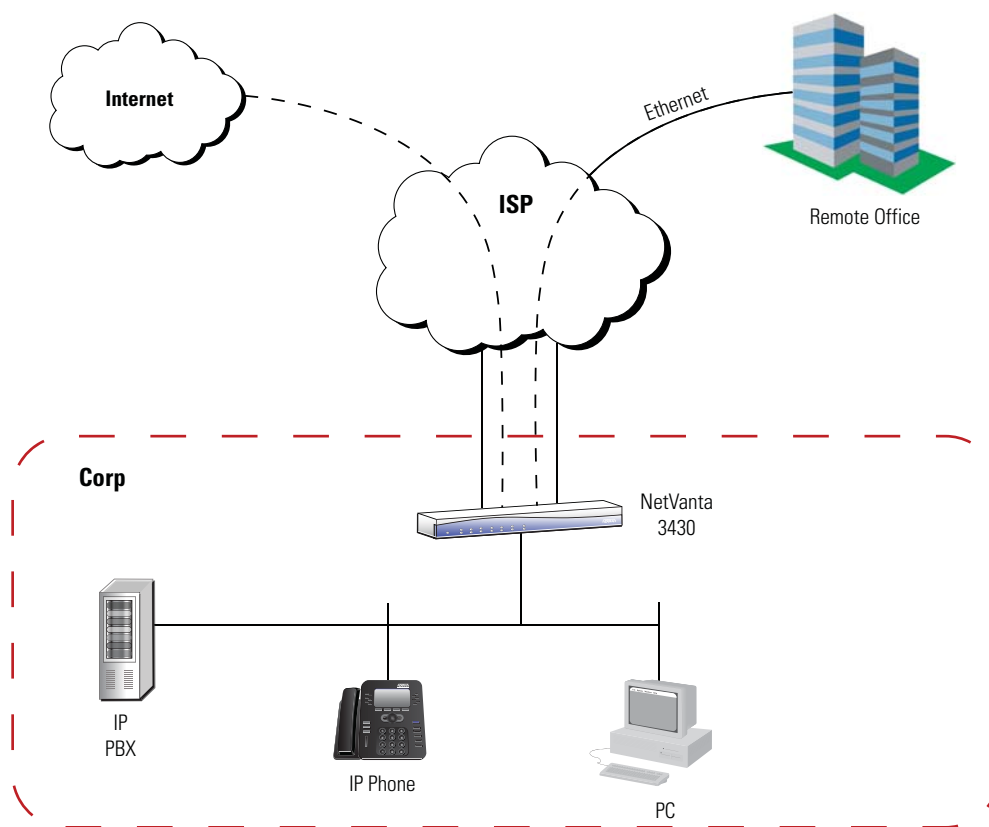 Internet
Ethernet
ISP
Remote Office
Corp
NetVanta
3430
IP
PBX
IP Phone
PC